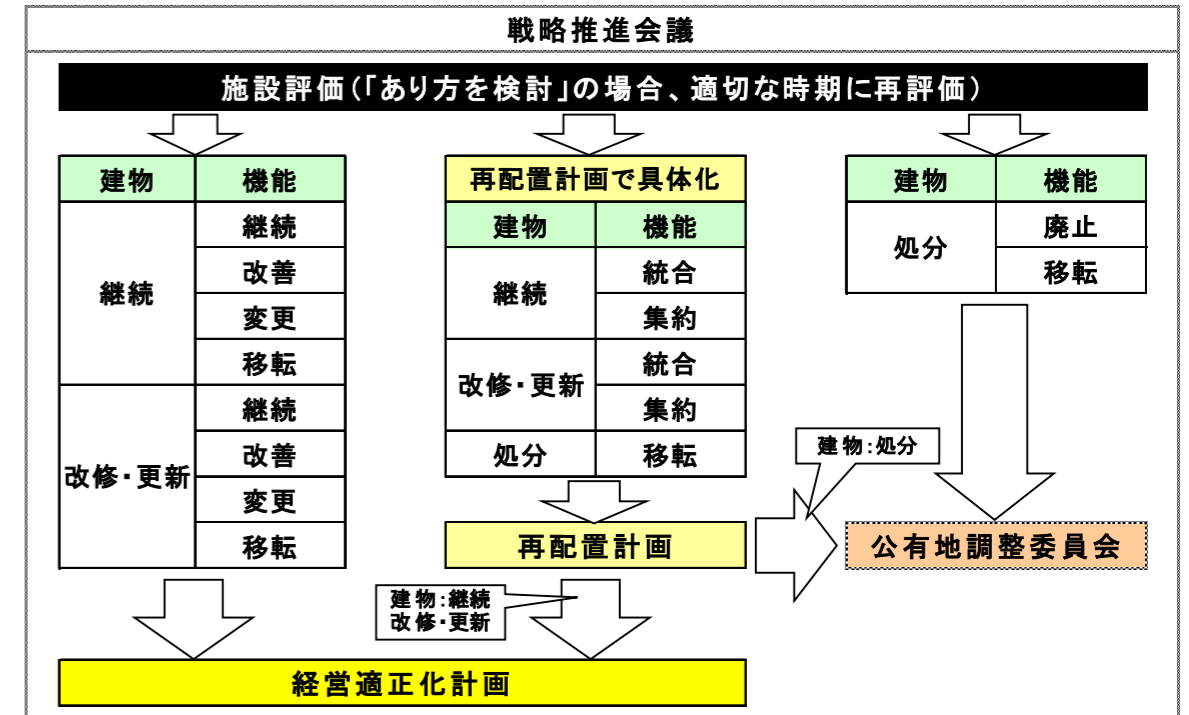 戦略推進会議
施設評価(「あり方を検討」の場合、適切な時期に再評価)
建物 機能
継続
継続
改善
変更
移転
改修・更新
継続
改善
変更
移転
再配置計画で具体化
建物 機能
継続
統合
集約
改修・更新
統合
集約
処分 移転
建物 機能
処分
廃止
移転
建物:処分
再配置計画
公有地調整委員会
建物:継続
改修・更新
経営適正化計画